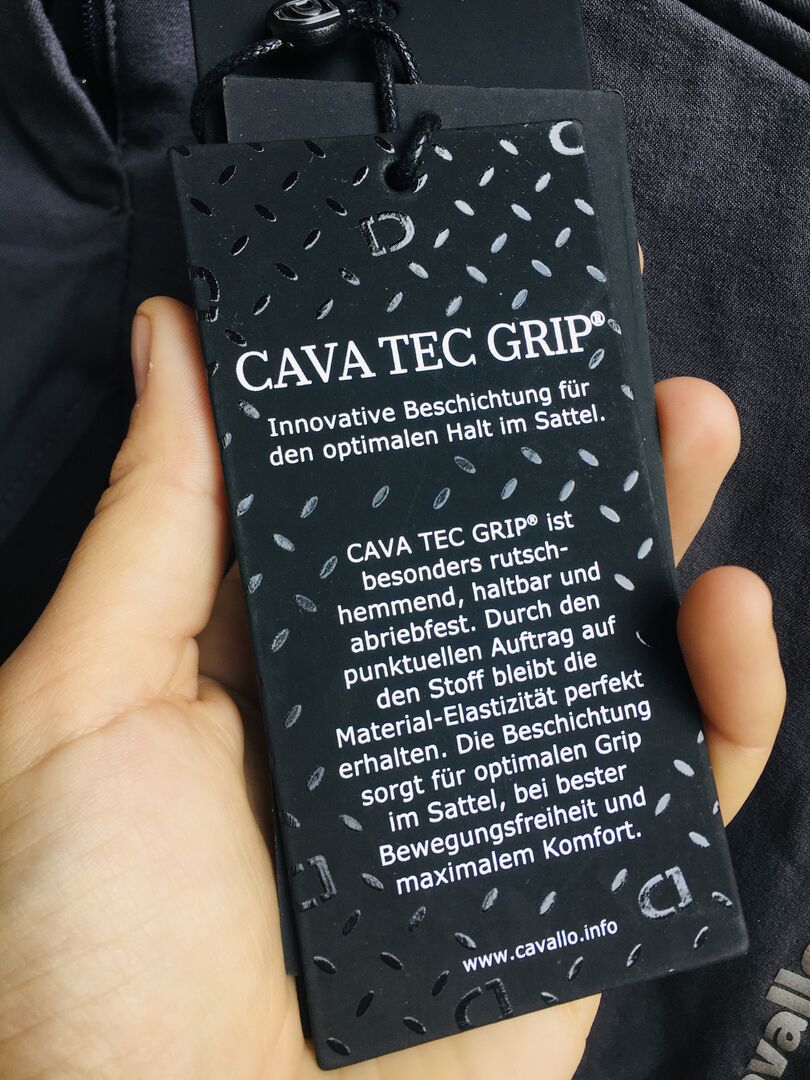 CAVA TEC GRIP®
Innovative Beschichtung für
den optimalen Halt im Sattel.
CAVA TEC GRIP® ist
besonders rutsch-
hemmend, haltbar und
abriebfest. Durch den
punktuellen Auftrag auf
den Stoff bleibt die
Material-Elastizität perfekt
erhalten. Die Beschichtung
sorgt für optimalen Grip
im Sattel, bei bester
Bewegungsfreiheit und
maximalem Komfort.
www.cavallo.info